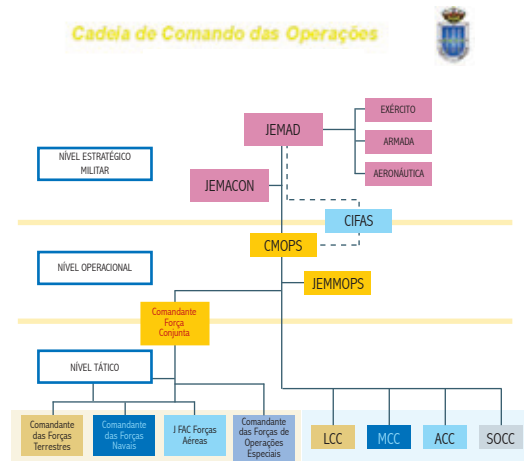 Cadeia de Comando das Operações
EXÉRCITO
JEMAD
ARMADA
NÍVEL ESTRATÉGICO
MILITAR
AERONÁUTICA
JEMACON
CIFAS
CMOPS
NÍVEL OPERACIONAL
JEMMOPS
Comandante
Força
Conjunta
NÍVEL TÁTICO
Comandante
das Forças
Terrestres
Comandante
das Forças
Navais
J FAC Forças
Aéreas
Comandante
das Forças de
Operações
Especiais
LCC
MCC
ACC
SOCC